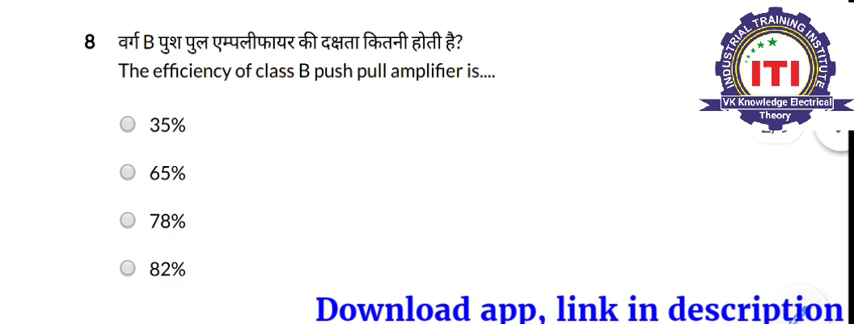 8 वर्ग B पुश पुल एम्पलीफायर की दक्षता कितनी होती है?
The efficiency of class B push pull amplifier is....
35%
65%
78%
82%
INDUSTRIAL TRAINING INSTITUTE
ITI
VK Knowledge Electrical
Theory
Download app, link in description